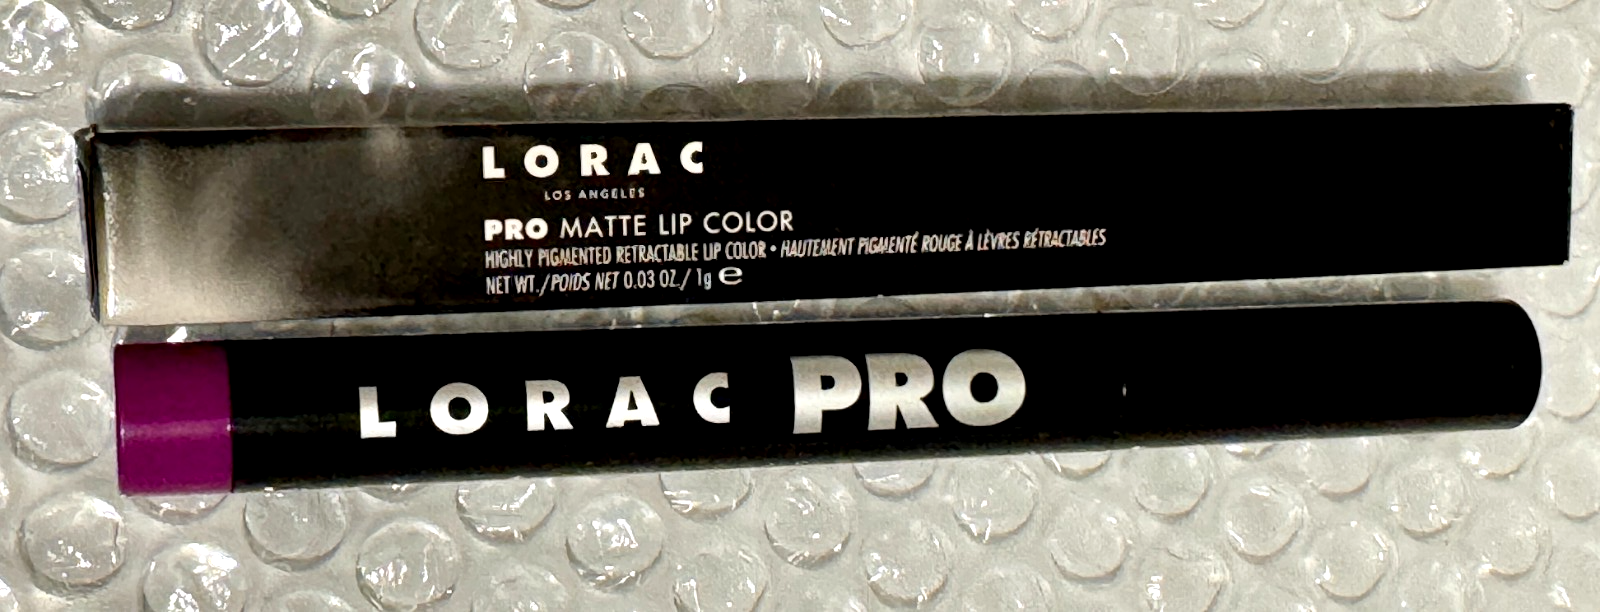 LORAC
LOS ANGELES
PRO MATTE LIP COLOR
HIGHLY PIGMENTED RETRACTABLE LIP COLOR • HAUTEMENT PIGMENTÉ ROUGE À LÈVRES RÉTRACTABLES
NET WT./POIDS NET 0.03 OZ./ 1g ℮
LORAC PRO